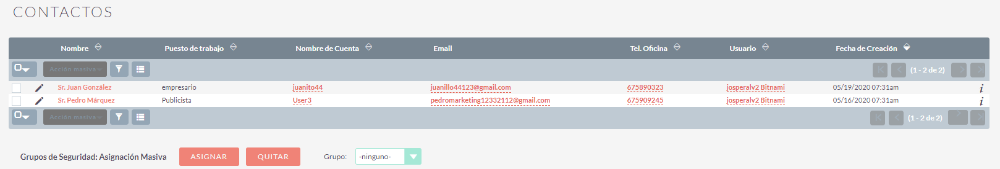 CONTACTOS
Nombre Puesto de trabajo Nombre de Cuenta Email Tel. Oficina Usuario Fecha de Creación
Acción masiva (1 - 2 de 2)
Sr. Juan González empresario juanito44 juanillo44123@gmail.com 675890323 josperalv2 Bitnami 05/19/2020 07:31am i
Sr. Pedro Márquez Publicista User3 pedromarketing12332112@gmail.com 675909245 josperalv2 Bitnami 05/16/2020 07:31am i
Acción masiva (1 - 2 de 2)
Grupos de Seguridad: Asignación Masiva ASIGNAR QUITAR Grupo: -ninguno-